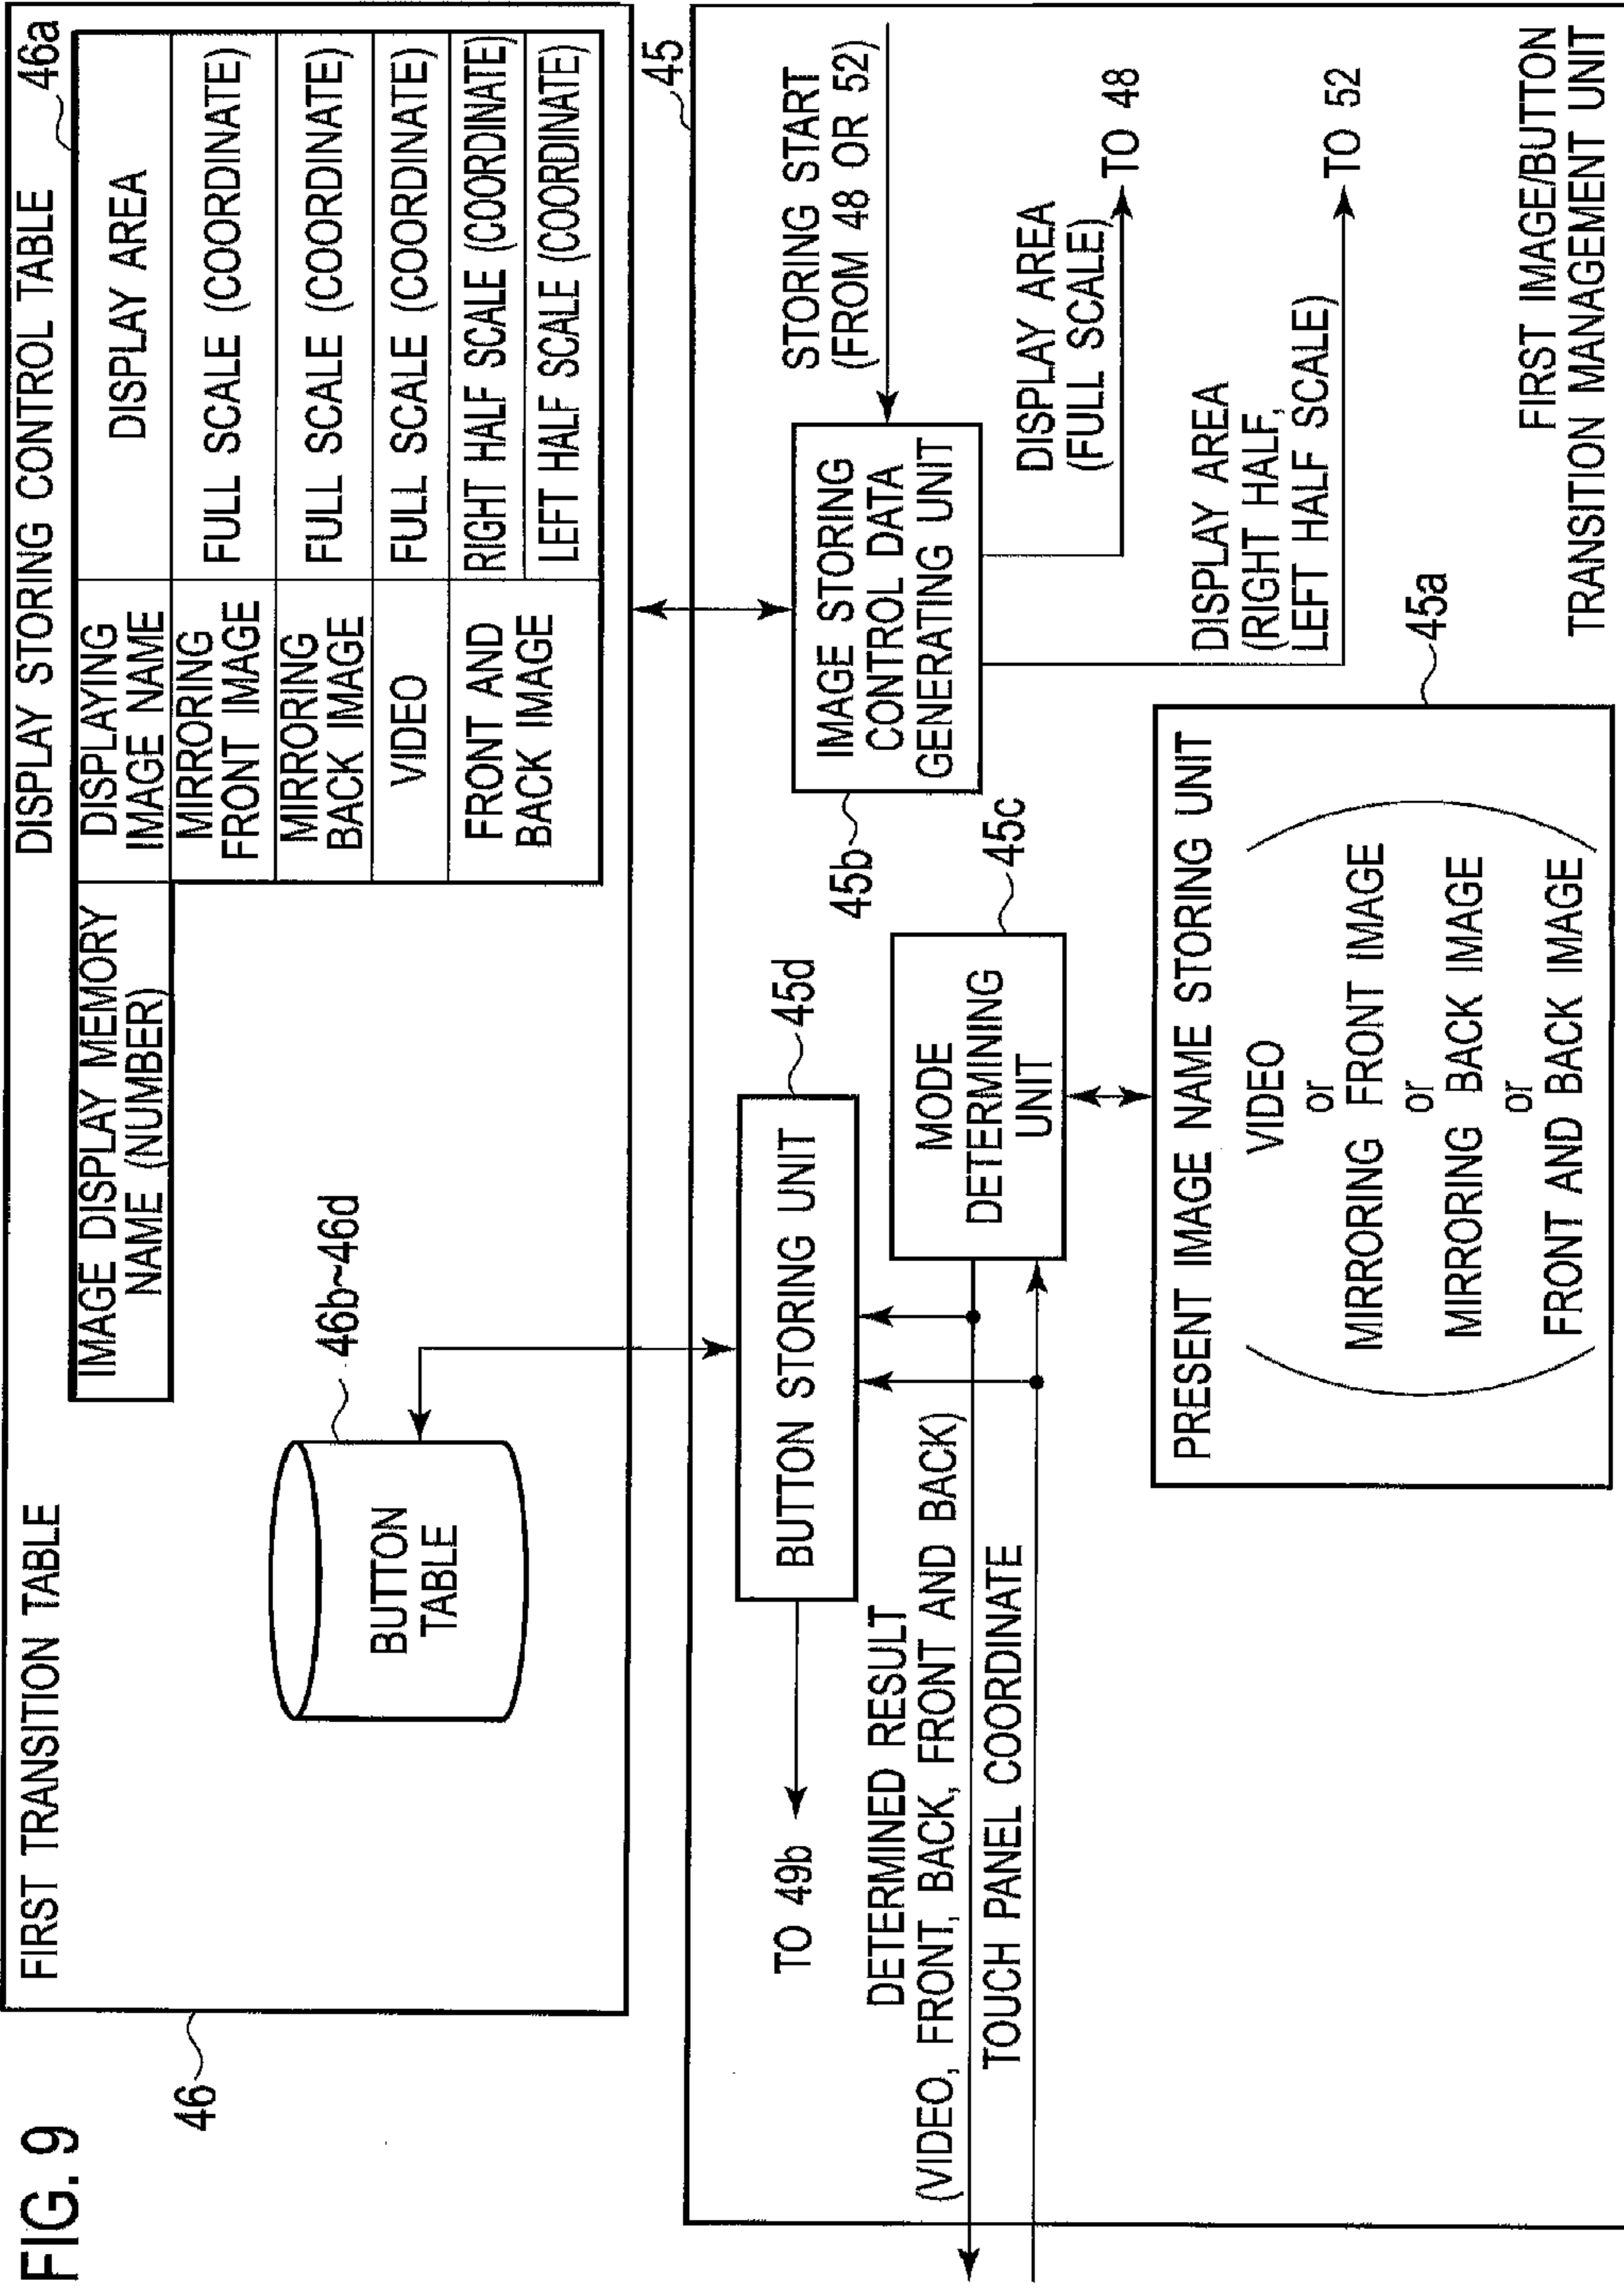 FIG. 9
46
FIRST TRANSITION TABLE
BUTTON
TABLE
46b~46d
DISPLAY STORING CONTROL TABLE
46a
IMAGE DISPLAY MEMORY
NAME (NUMBER)
DISPLAYING
IMAGE NAME
DISPLAY AREA
MIRRORING
FRONT IMAGE
FULL SCALE (COORDINATE)
MIRRORING
BACK IMAGE
FULL SCALE (COORDINATE)
VIDEO
FULL SCALE (COORDINATE)
FRONT AND
BACK IMAGE
RIGHT HALF SCALE (COORDINATE)
LEFT HALF SCALE (COORDINATE)
45
TO 49b
BUTTON STORING UNIT
45d
DETERMINED RESULT
(VIDEO, FRONT, BACK, FRONT AND BACK)
TOUCH PANEL COORDINATE
MODE
DETERMINING
UNIT
45c
45b
IMAGE STORING
CONTROL DATA
GENERATING UNIT
STORING START
(FROM 48 OR 52)
DISPLAY AREA
(FULL SCALE)
TO 48
DISPLAY AREA
(RIGHT HALF,
LEFT HALF SCALE)
TO 52
45a
PRESENT IMAGE NAME STORING UNIT
VIDEO
or
MIRRORING FRONT IMAGE
or
MIRRORING BACK IMAGE
or
FRONT AND BACK IMAGE
FIRST IMAGE/BUTTON
TRANSITION MANAGEMENT UNIT